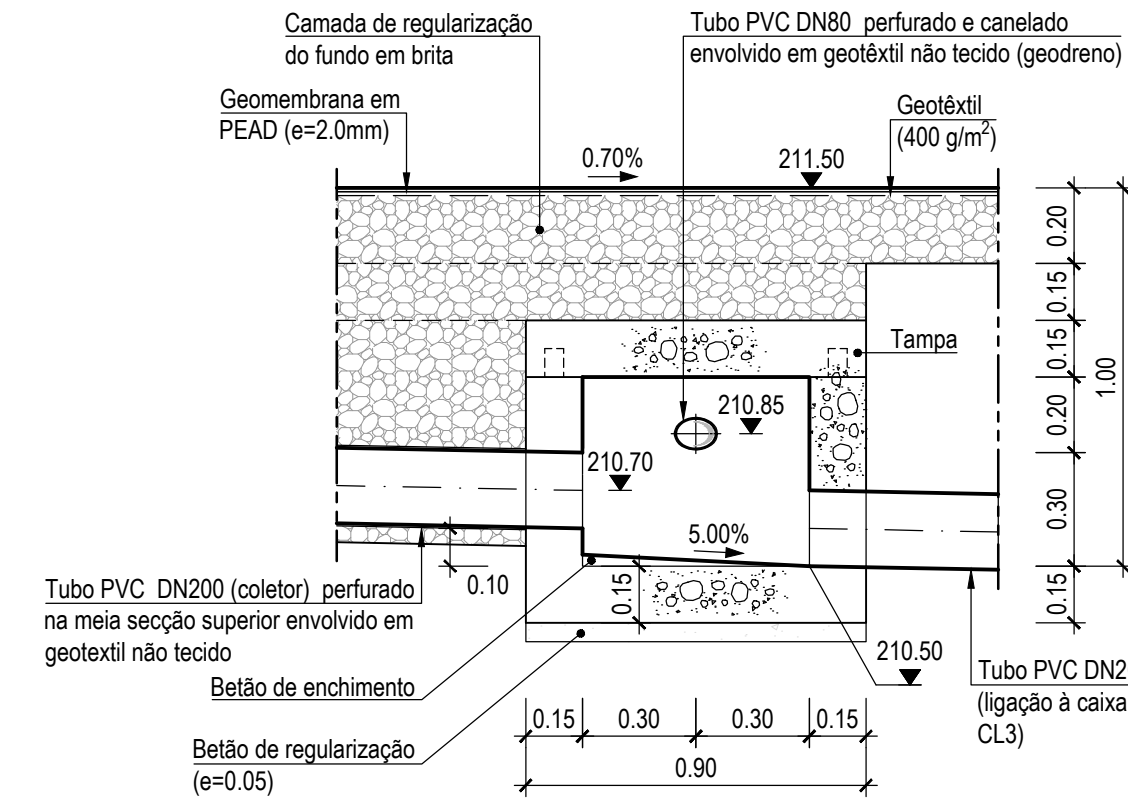 Camada de regularização
do fundo em brita
Tubo PVC DN80 perfurado e canelado
envolvido em geotêxtil não tecido (geodreno)
Geomembrana em
PEAD (e=2.0mm)
Geotêxtil
(400 g/m²)
0.70%
211.50
0.20
0.15
0.15
0.20
0.30
0.15
1.00
Tampa
210.85
210.70
5.00%
0.10
0.15
Tubo PVC DN200 (coletor) perfurado
na meia secção superior envolvido em
geotextil não tecido
210.50
Tubo PVC DN2
(ligação à caixa
CL3)
Betão de enchimento
Betão de regularização
(e=0.05)
0.15 0.30 0.30 0.15
0.90